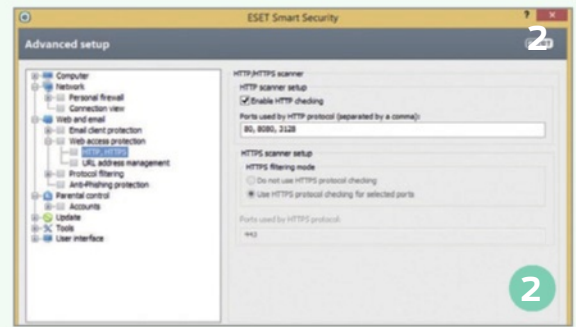 ESET Smart Security
?
Advanced setup
2
Computer
Network
Personal firewall
Connection view
Web and email
Email client protection
Web access protection
HTTP, HTTPS
URL address management
Protocol filtering
Anti-Phishing protection
Parental control
Accounts
Update
Tools
User interface
HTTP/HTTPS scanner
HTTP scanner setup
Enable HTTP checking
Ports used by HTTP protocol (separated by a comma):
80, 8080, 3128
HTTPS scanner setup
HTTPS filtering mode
Do not use HTTPS protocol checking
Use HTTPS protocol checking for selected ports
Ports used by HTTPS protocol:
443
2